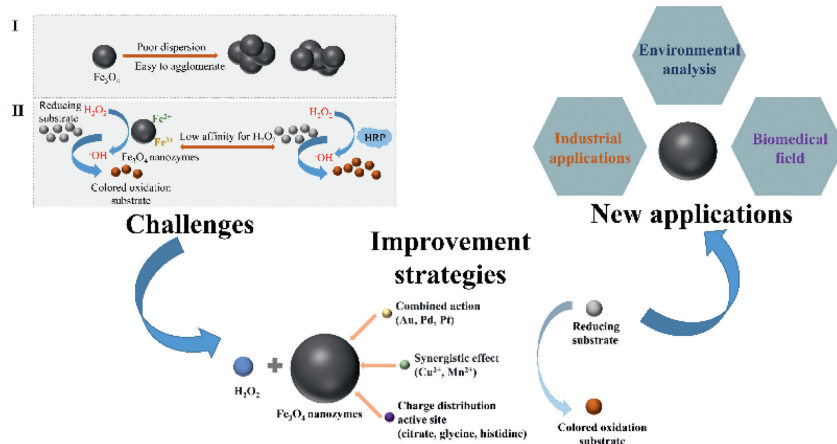 I
Poor dispersion
Easy to agglomerate
Fe₃O₄
II
Reducing
substrate
H₂O₂
Fe²⁺
Fe³⁺
·OH
Fe₃O₄ nanozymes
Colored oxidation
substrate
Low affinity for H₂O₂
H₂O₂
HRP
·OH
Challenges
Environmental
analysis
Industrial
applications
Biomedical
field
New applications
Improvement
strategies
Combined action
(Au, Pd, Pt)
Synergistic effect
(Cu²⁺, Mn²⁺)
Charge distribution
active site
(citrate, glycine, histidine)
H₂O₂
+
Fe₃O₄ nanozymes
Reducing
substrate
Colored oxidation
substrate